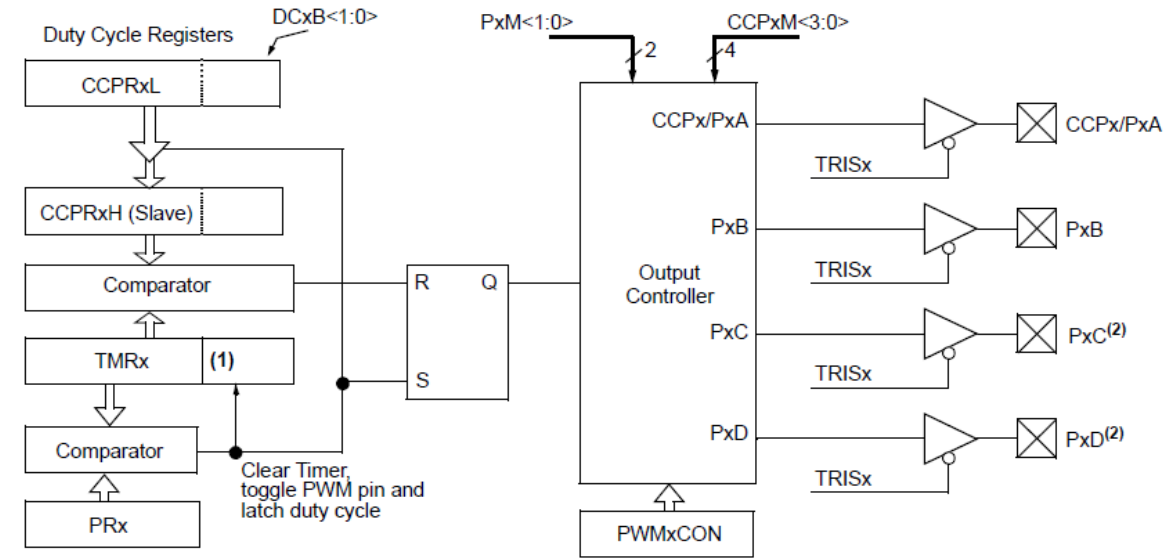 DCxB<1:0>
Duty Cycle Registers
CCPRxL
CCPRxH (Slave)
Comparator
TMRx
(1)
Comparator
PRx
Clear Timer,
toggle PWM pin and
latch duty cycle
R
Q
S
PxM<1:0>
CCPxM<3:0>
2
4
Output
Controller
CCPx/PxA
PxB
PxC
PxD
PWMxCON
TRISx
CCPx/PxA
TRISx
PxB
TRISx
PxC(2)
TRISx
PxD(2)